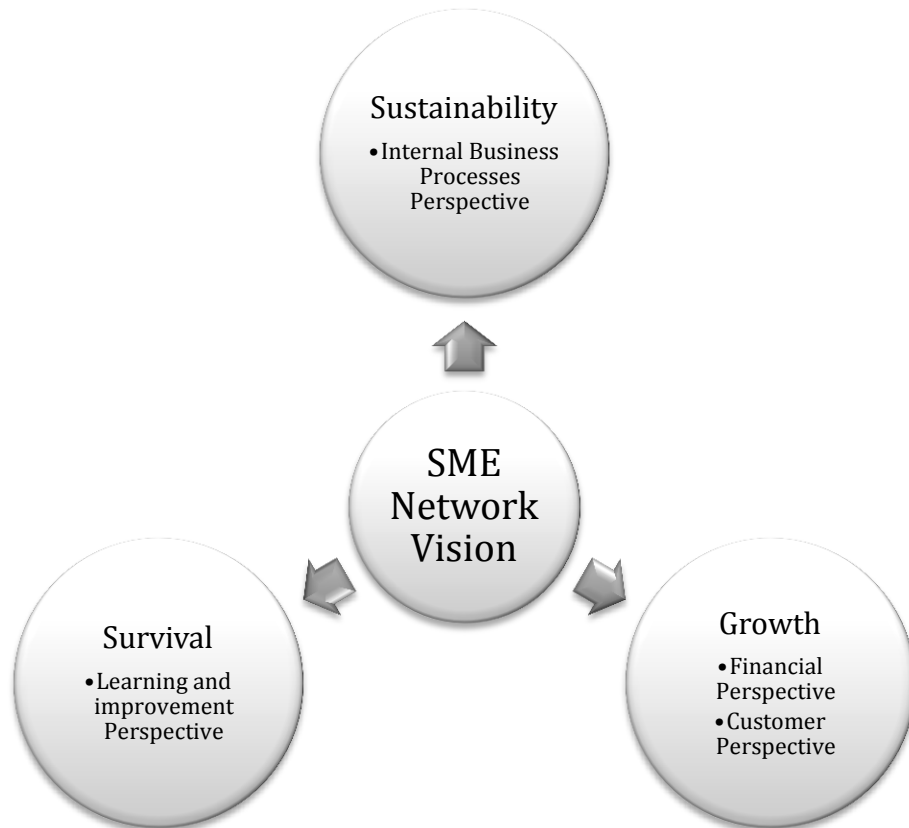 Sustainability
•Internal Business
Processes
Perspective
SME
Network
Vision
Survival
•Learning and
improvement
Perspective
Growth
•Financial
Perspective
•Customer
Perspective